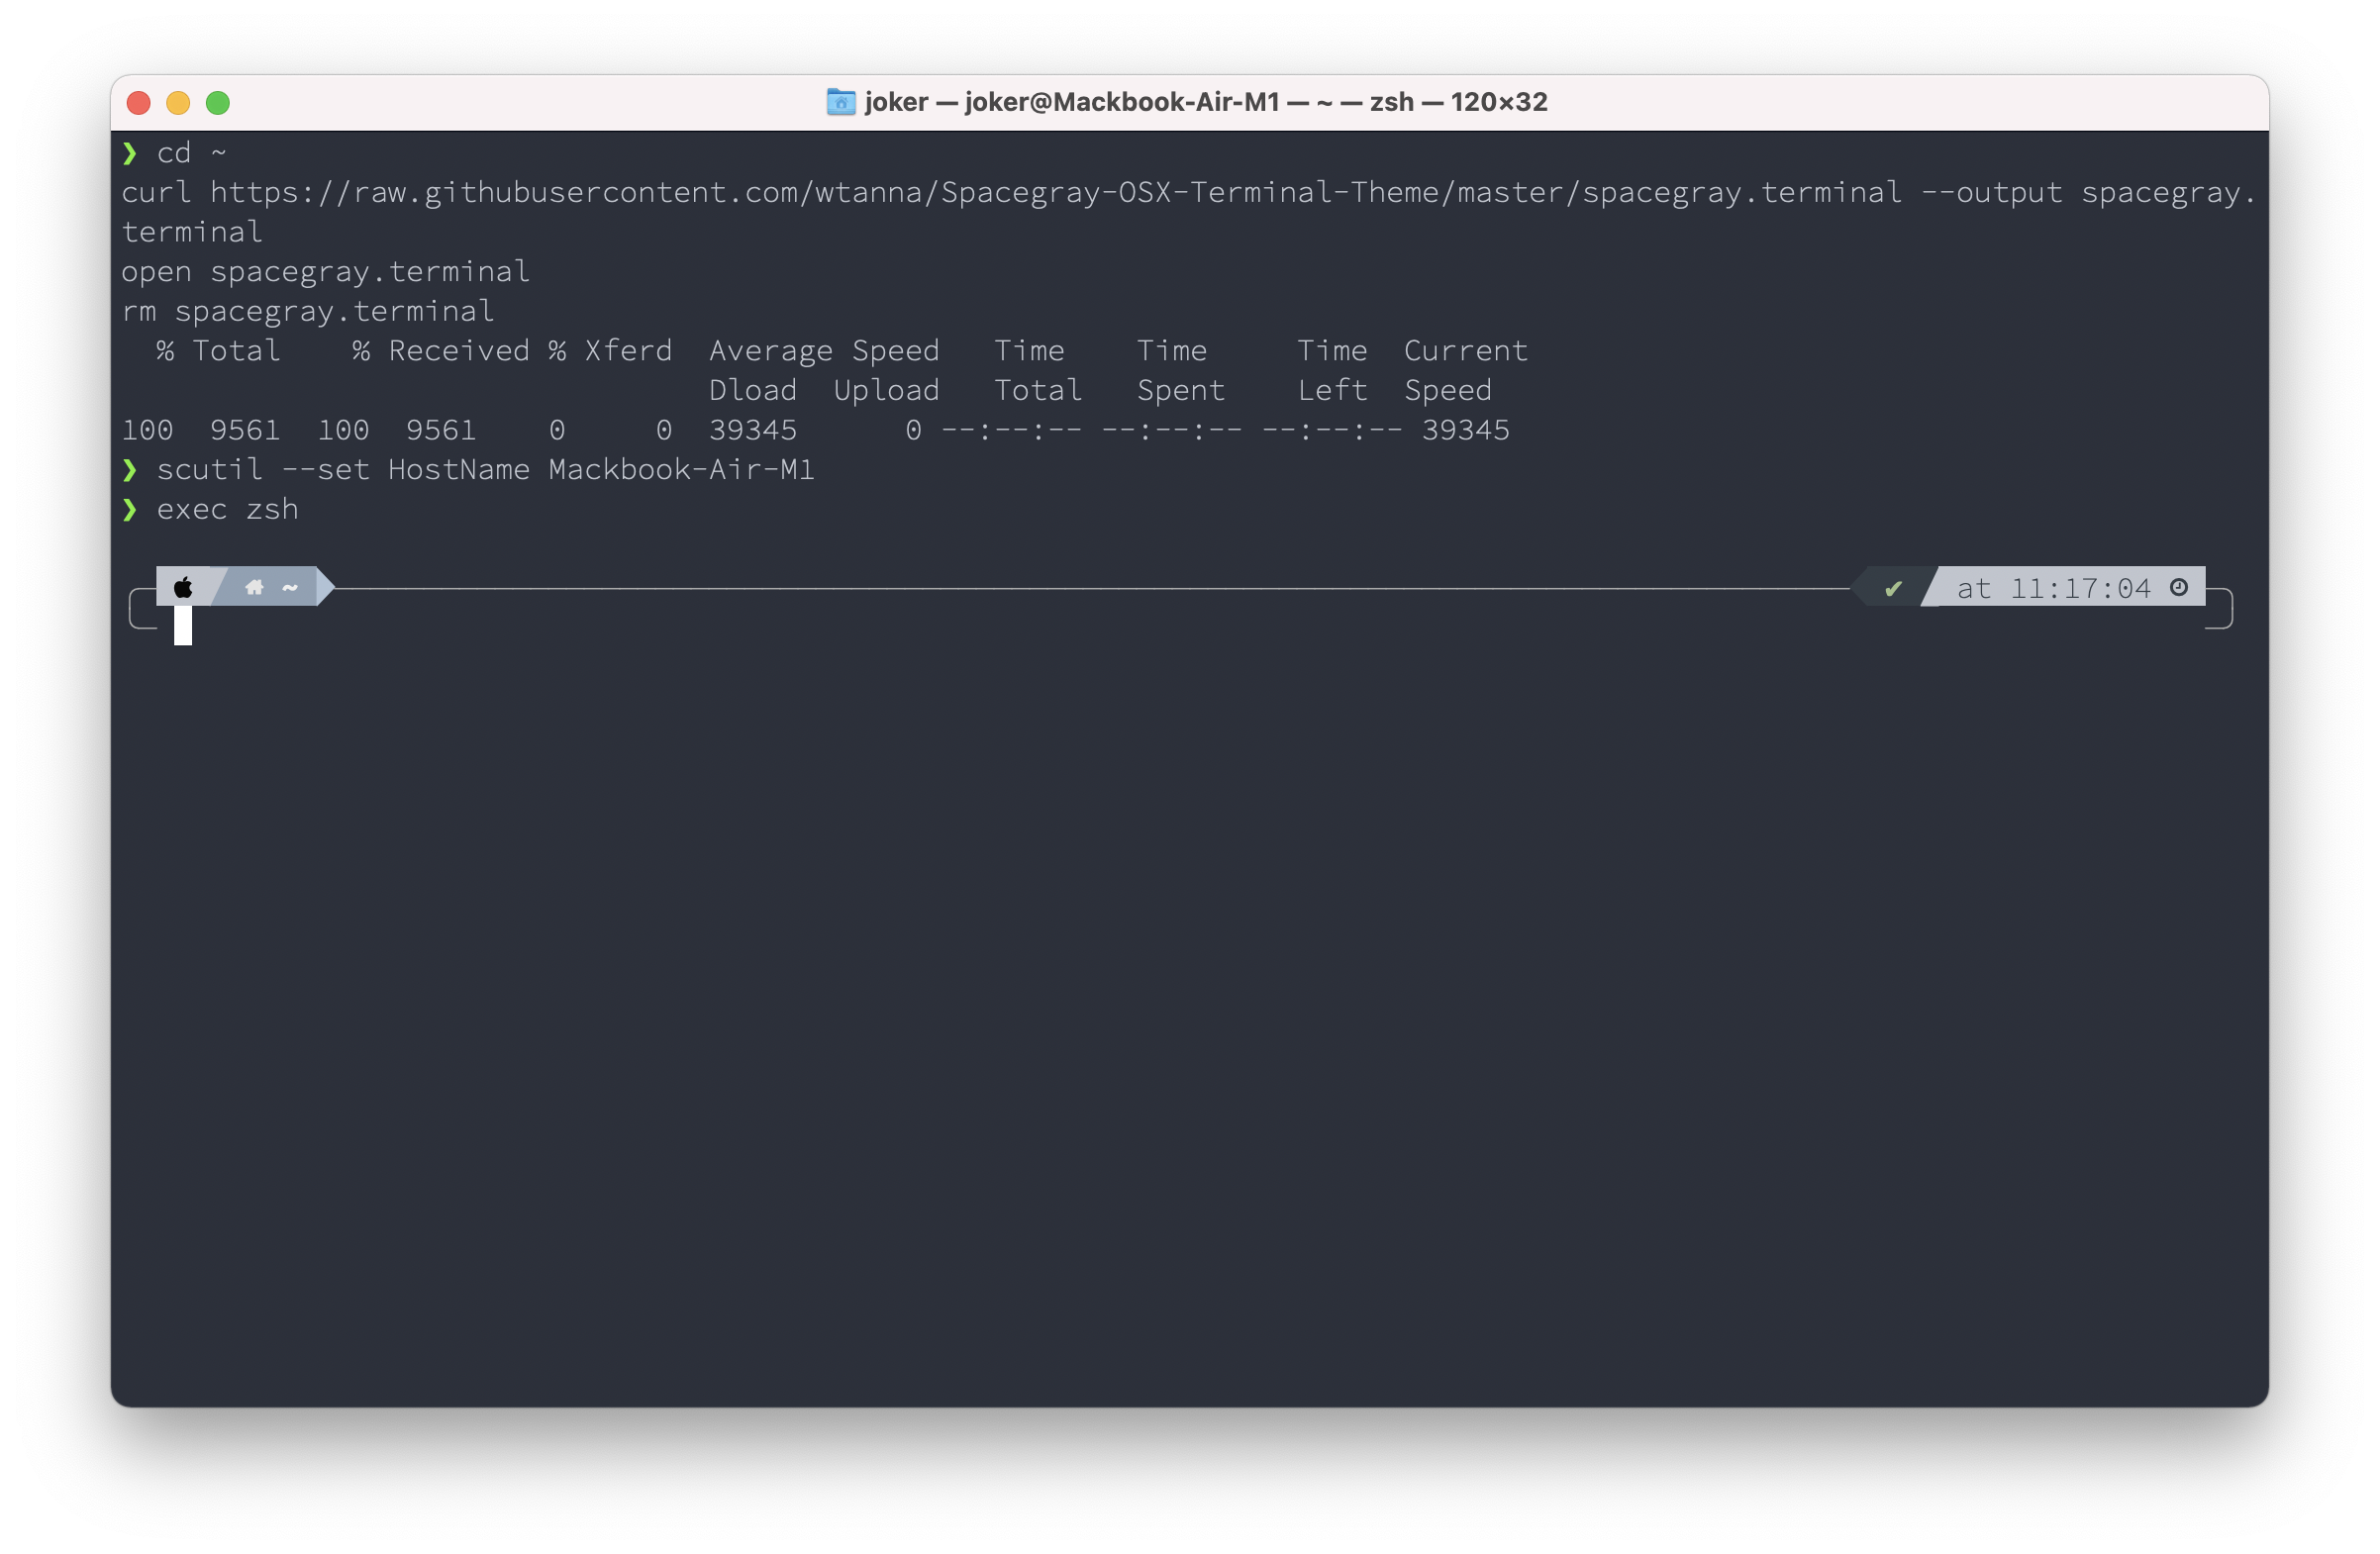 joker — joker@Mackbook-Air-M1 — ~ — zsh — 120×32
❯ cd ~
curl https://raw.githubusercontent.com/wtanna/Spacegray-OSX-Terminal-Theme/master/spacegray.terminal --output spacegray.
terminal
open spacegray.terminal
rm spacegray.terminal
  % Total    % Received % Xferd  Average Speed   Time    Time     Time  Current
                                 Dload  Upload   Total   Spent    Left  Speed
100  9561  100  9561    0     0  39345      0 --:--:-- --:--:-- --:--:-- 39345
❯ scutil --set HostName Mackbook-Air-M1
❯ exec zsh
~ ✔ at 11:17:04